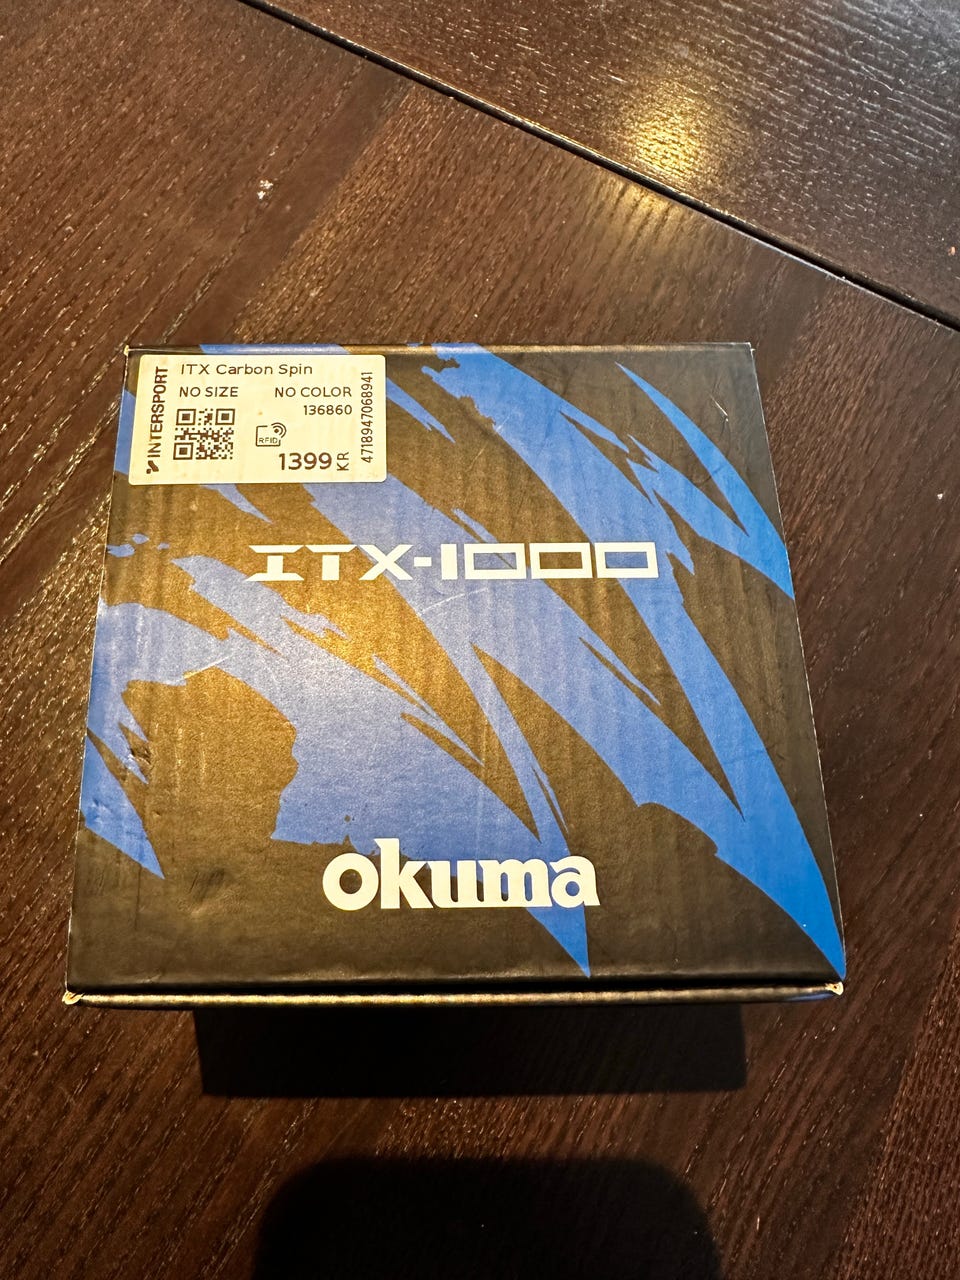 INTERSPORT
ITX Carbon Spin
NO SIZE NO COLOR
136860
RFID
1399 KR
4718947068941
ITX-1000
okuma